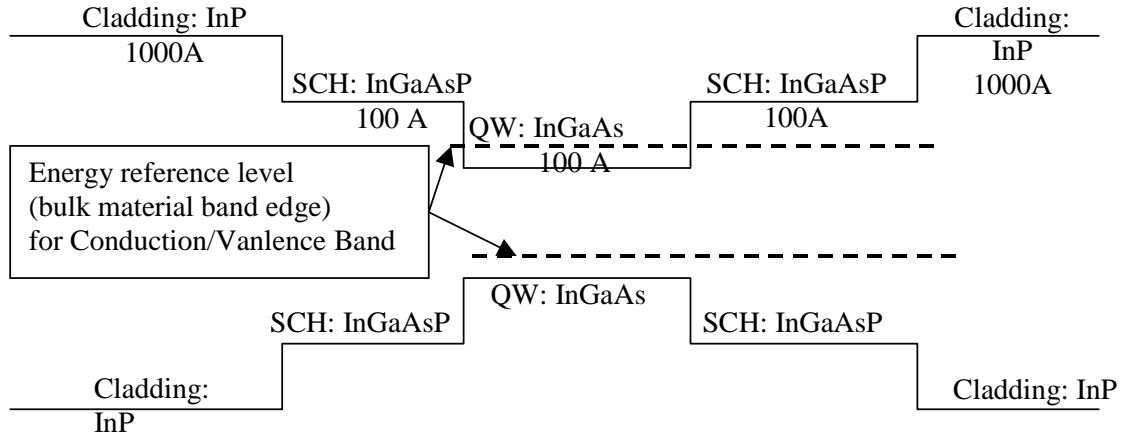 Cladding: InP
1000A
Cladding:
InP
1000A
SCH: InGaAsP
100 A
SCH: InGaAsP
100A
QW: InGaAs
100 A
Energy reference level
(bulk material band edge)
for Conduction/Vanlence Band
QW: InGaAs
SCH: InGaAsP
SCH: InGaAsP
Cladding:
InP
Cladding: InP